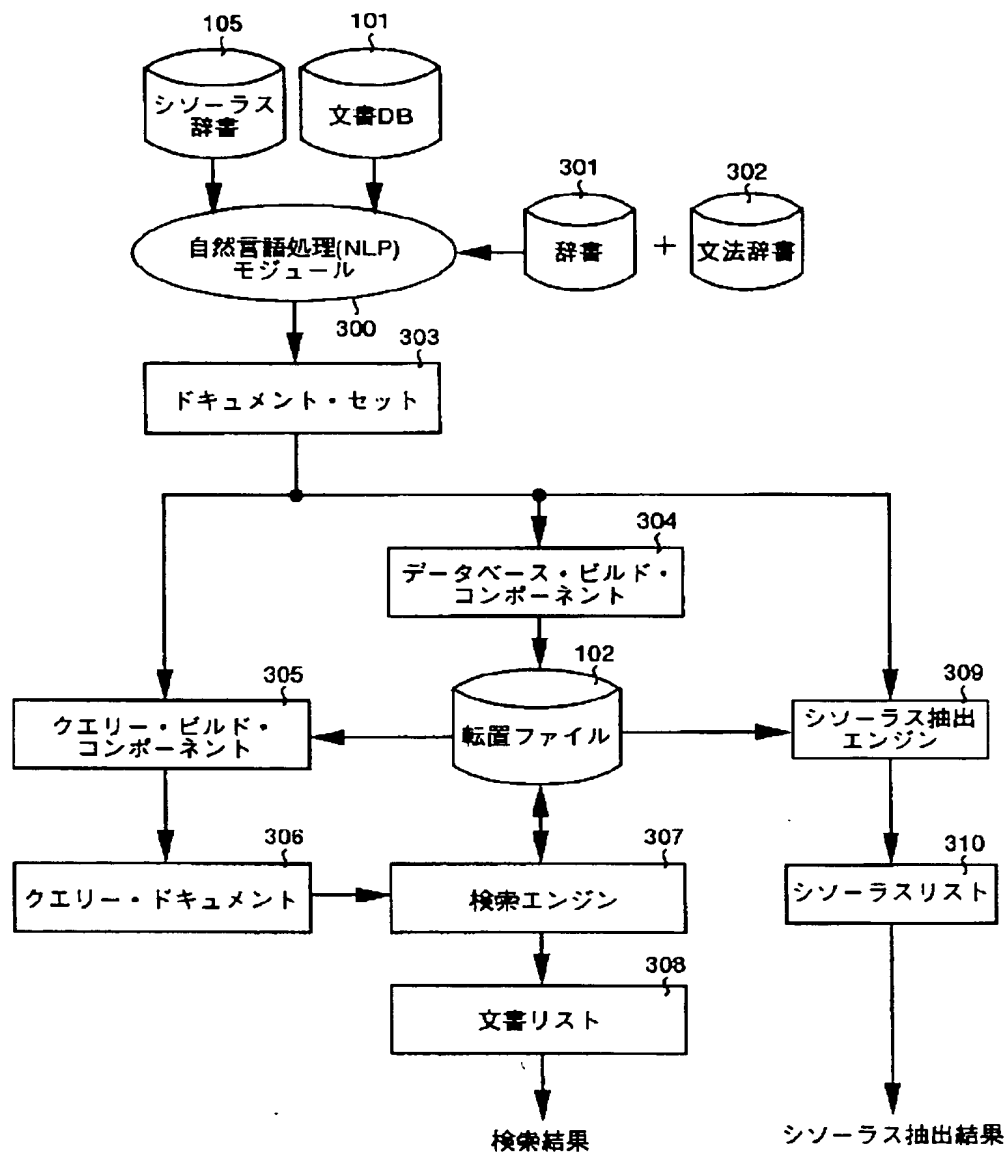 105
101
シソーラス
辞書
文書DB
301
302
辞書
+
文法辞書
自然言語処理(NLP)
モジュール
300
303
ドキュメント・セット
304
データベース・ビルド・
コンポーネント
305
102
309
クエリー・ビルド・
コンポーネント
転置ファイル
シソーラス抽出
エンジン
306
307
310
クエリー・ドキュメント
検索エンジン
シソーラスリスト
308
文書リスト
検索結果
シソーラス抽出結果